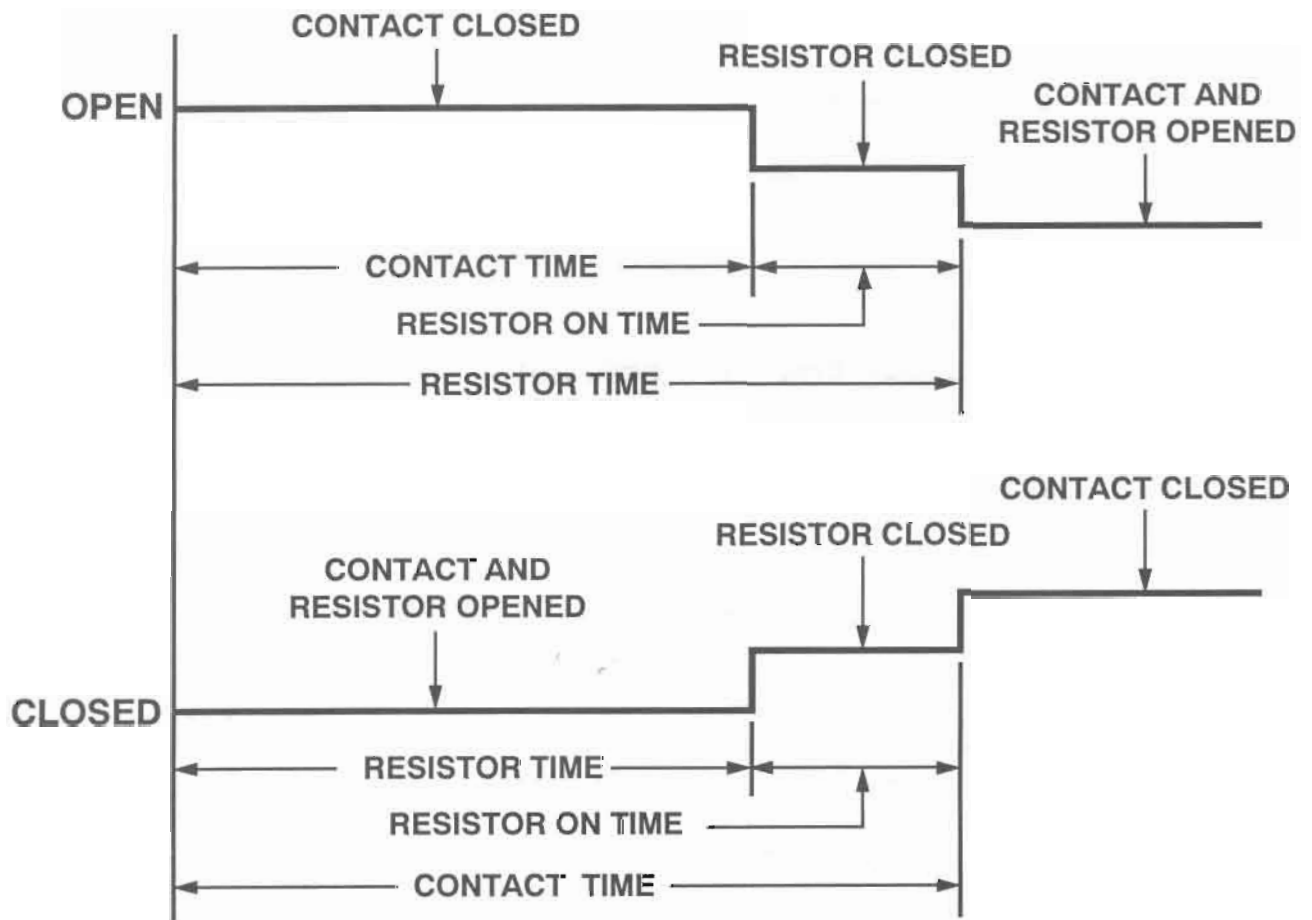 CONTACT CLOSED
RESISTOR CLOSED
OPEN
CONTACT AND
RESISTOR OPENED
CONTACT TIME
RESISTOR ON TIME
RESISTOR TIME
CONTACT CLOSED
RESISTOR CLOSED
CONTACT AND
RESISTOR OPENED
CLOSED
RESISTOR TIME
RESISTOR ON TIME
CONTACT TIME